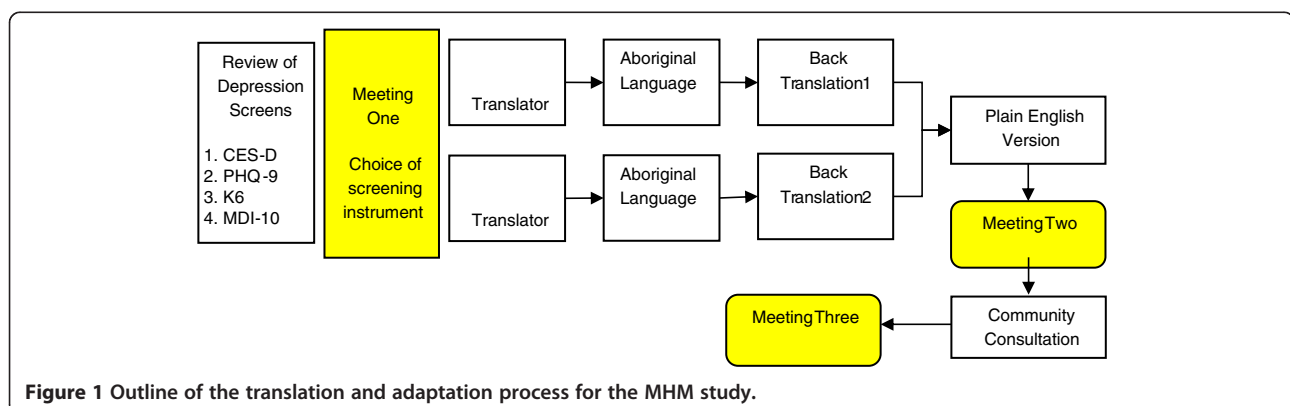 Review of
Depression
Screens
1. CES-D
2. PHQ-9
3. K6
4. MDI-10
Meeting
One
Choice of
screening
instrument
Translator
Aboriginal
Language
Back
Translation1
Translator
Aboriginal
Language
Back
Translation2
Plain English
Version
MeetingTwo
Community
Consultation
MeetingThree
Figure 1 Outline of the translation and adaptation process for the MHM study.